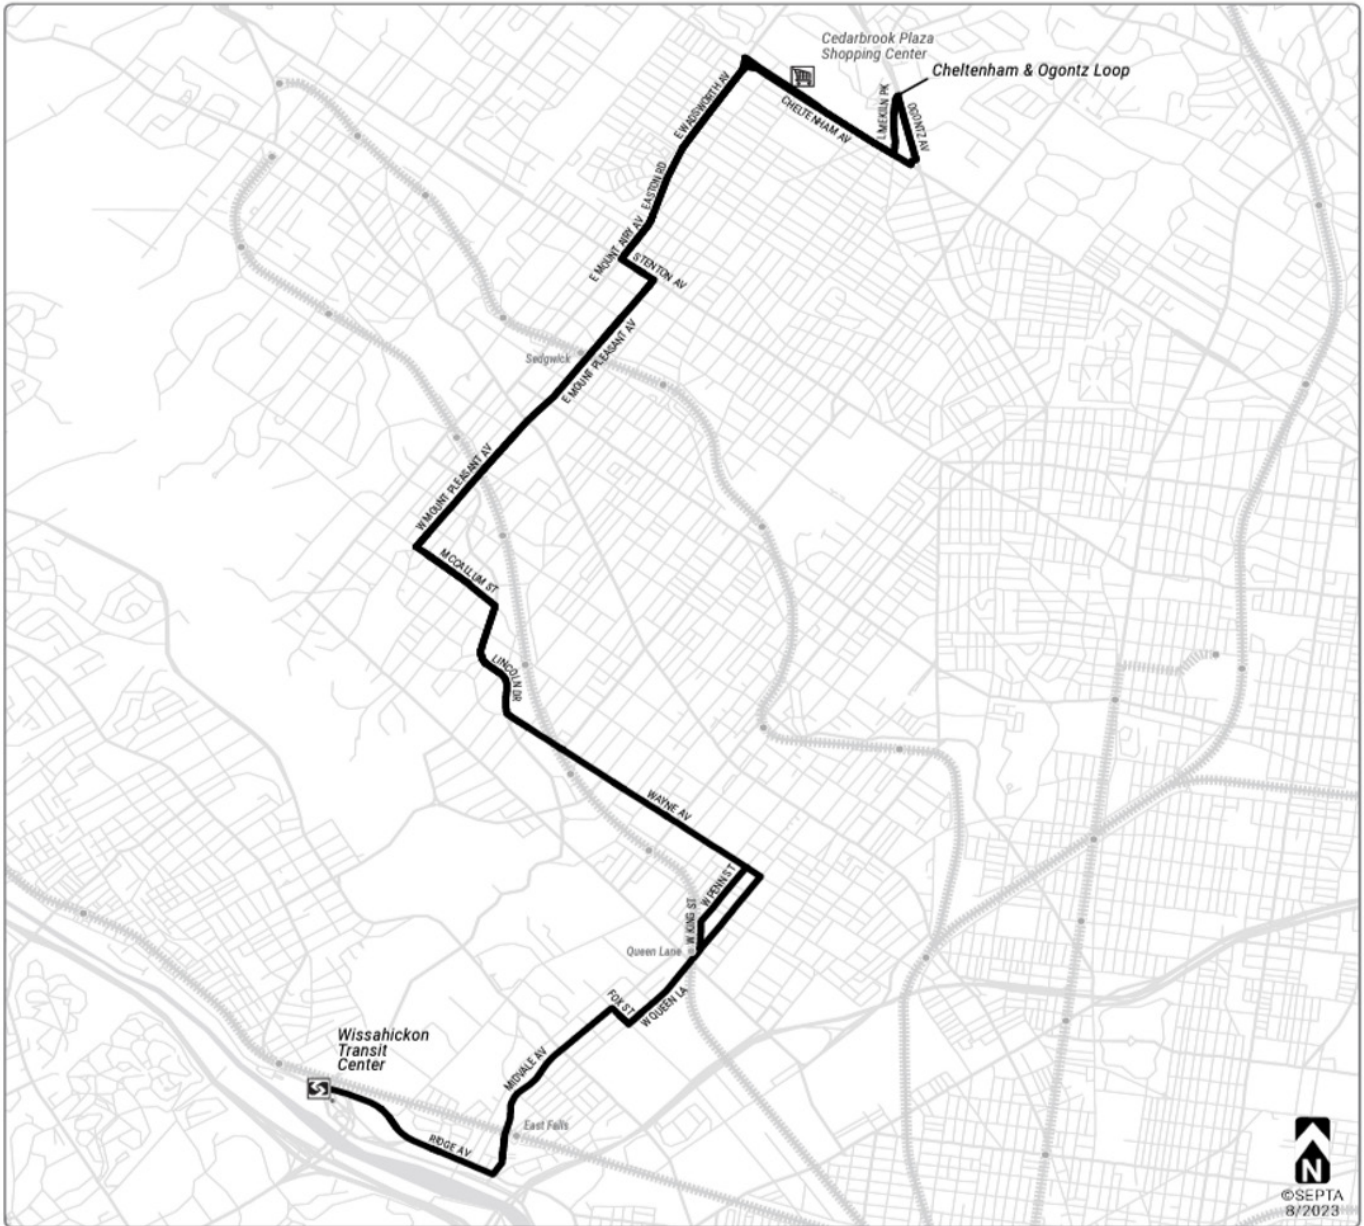 Cedarbrook Plaza
Shopping Center
Cheltenham & Ogontz Loop
E WADSWORTH AV
CHELTENHAM AV
LIMEKILN PK
OGONTZ AV
EASTON RD
E MOUNT AIRY AV
STENTON AV
Sedgwick
E MOUNT PLEASANT AV
W MOUNT PLEASANT AV
MCCALLUM ST
LINCOLN DR
WAYNE AV
W PENN ST
W KING ST
Queen Lane
FOX ST
W QUEEN LA
Wissahickon
Transit
Center
MIDVALE AV
East Falls
RIDGE AV
N
©SEPTA
8/2023